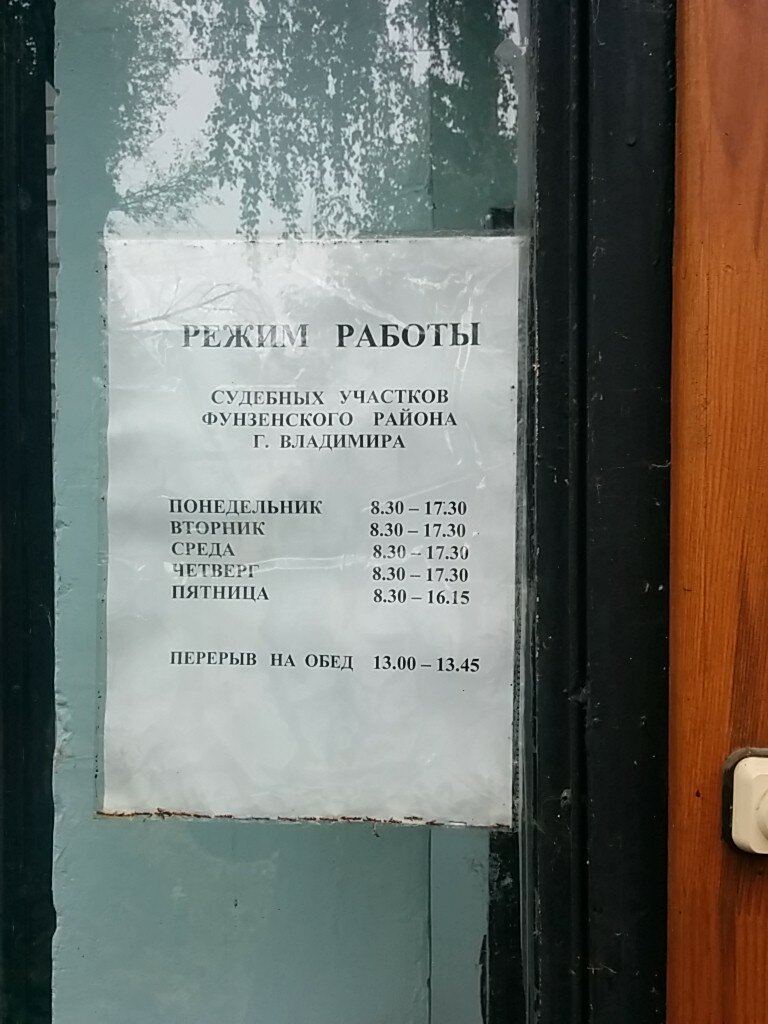 РЕЖИМ РАБОТЫ
СУДЕБНЫХ УЧАСТКОВ
ФУНЗЕНСКОГО РАЙОНА
Г. ВЛАДИМИРА
ПОНЕДЕЛЬНИК 8.30 – 17.30
ВТОРНИК 8.30 – 17.30
СРЕДА 8.30 – 17.30
ЧЕТВЕРГ 8.30 – 17.30
ПЯТНИЦА 8.30 – 16.15
ПЕРЕРЫВ НА ОБЕД 13.00 – 13.45